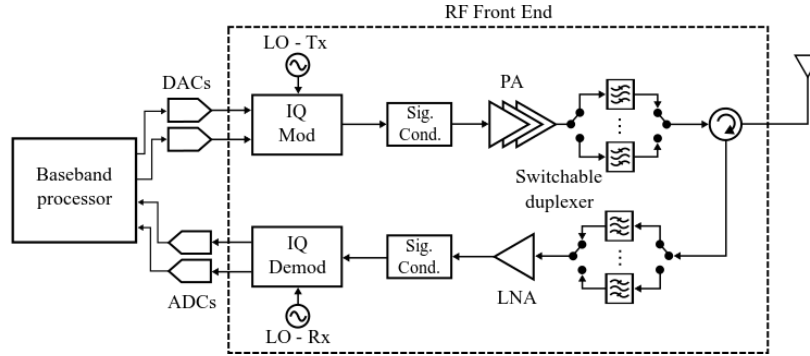 RF Front End
LO - Tx
DACs
PA
IQ
Mod
Sig.
Cond.
Baseband
processor
Switchable
duplexer
IQ
Demod
Sig.
Cond.
LNA
ADCs
LO - Rx